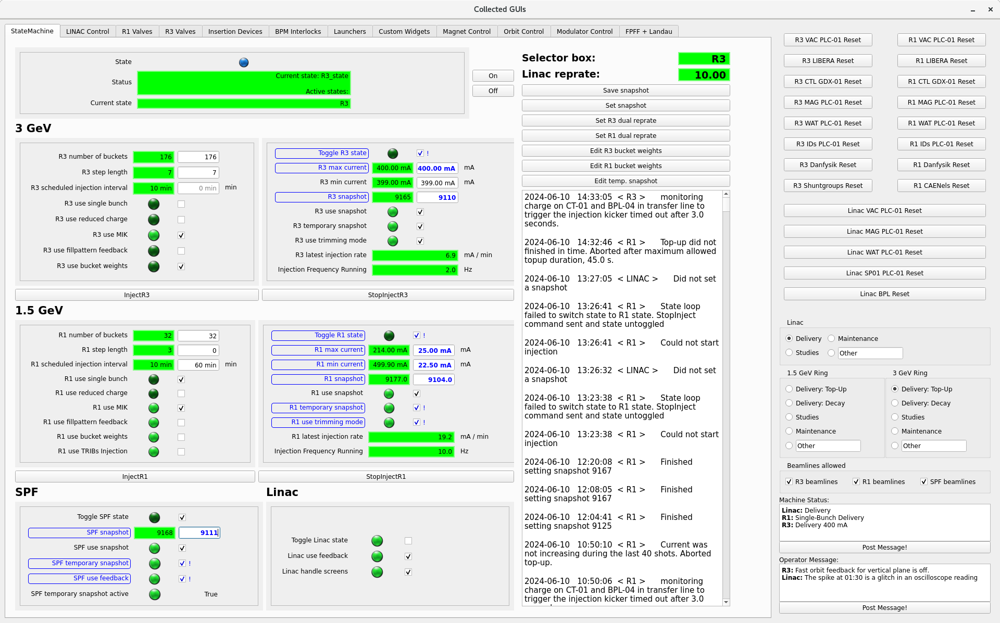 Collected GUIs
StateMachine LINAC Control R1 Valves R3 Valves Insertion Devices BPM Interlocks Launchers Custom Widgets Magnet Control Orbit Control Modulator Control FPFF + Landau
State
Status Current state: R3_state
Active states:
Current state R3
On
Off
3 GeV
R3 number of buckets 176 176
R3 step length 7 7
R3 scheduled injection interval 10 min 0 min min
R3 use single bunch
R3 use reduced charge
R3 use MIK
R3 use fillpattern feedback
R3 use bucket weights
Toggle R3 state !
R3 max current 400.00 mA 400.00 mA mA
R3 min current 399.00 mA 399.00 mA mA
R3 snapshot 9165 9110
R3 use snapshot
R3 temporary snapshot
R3 use trimming mode
R3 latest injection rate 6.9 mA / min
Injection Frequency Running 2.0 Hz
InjectR3 StopInjectR3
1.5 GeV
R1 number of buckets 32 32
R1 step length 3 0
R1 scheduled injection interval 10 min 60 min min
R1 use single bunch
R1 use reduced charge
R1 use MIK
R1 use fillpattern feedback
R1 use bucket weights
R1 use TRIBs Injection
Toggle R1 state !
R1 max current 214.00 mA 25.00 mA mA
R1 min current 499.90 mA 22.50 mA mA
R1 snapshot 9177.0 9104.0
R1 use snapshot
R1 temporary snapshot !
R1 use trimming mode !
R1 latest injection rate 19.2 mA / min
Injection Frequency Running 10.0 Hz
InjectR1 StopInjectR1
SPF
Toggle SPF state
SPF snapshot 9168 9111
SPF use snapshot
SPF temporary snapshot !
SPF use feedback !
SPF temporary snapshot active True
Linac
Toggle Linac state
Linac use feedback
Linac handle screens
Selector box: R3
Linac reprate: 10.00
Save snapshot
Set snapshot
Set R3 dual reprate
Set R1 dual reprate
Edit R3 bucket weights
Edit R1 bucket weights
Edit temp. snapshot
2024-06-10 14:33:05 < R3 > monitoring
charge on CT-01 and BPL-04 in transfer line to
trigger the injection kicker timed out after 3.0
seconds.
2024-06-10 14:32:46 < R1 > Top-up did not
finished in time. Aborted after maximum allowed
topup duration, 45.0 s.
2024-06-10 13:27:05 < LINAC > Did not set
a snapshot
2024-06-10 13:26:41 < R1 > State loop
failed to switch state to R1 state. StopInject
command sent and state untoggled
2024-06-10 13:26:41 < R1 > Could not start
injection
2024-06-10 13:26:32 < LINAC > Did not set
a snapshot
2024-06-10 13:23:38 < R1 > State loop
failed to switch state to R1 state. StopInject
command sent and state untoggled
2024-06-10 13:23:38 < R1 > Could not start
injection
2024-06-10 12:20:08 < R1 > Finished
setting snapshot 9167
2024-06-10 12:08:05 < R1 > Finished
setting snapshot 9167
2024-06-10 12:04:41 < R1 > Finished
setting snapshot 9125
2024-06-10 10:50:10 < R1 > Current was
not increasing during the last 40 shots. Aborted
top-up.
2024-06-10 10:50:06 < R1 > monitoring
charge on CT-01 and BPL-04 in transfer line to
trigger the injection kicker timed out after 3.0
R3 VAC PLC-01 Reset R1 VAC PLC-01 Reset
R3 LIBERA Reset R1 LIBERA Reset
R3 CTL GDX-01 Reset R1 CTL GDX-01 Reset
R3 MAG PLC-01 Reset R1 MAG PLC-01 Reset
R3 WAT PLC-01 Reset R1 WAT PLC-01 Reset
R3 IDs PLC-01 Reset R1 IDs PLC-01 Reset
R3 Danfysik Reset R1 Danfysik Reset
R3 Shuntgroups Reset R1 CAENels Reset
Linac VAC PLC-01 Reset
Linac MAG PLC-01 Reset
Linac WAT PLC-01 Reset
Linac SP01 PLC-01 Reset
Linac BPL Reset
Linac
Delivery Maintenance
Studies Other
1.5 GeV Ring 3 GeV Ring
Delivery: Top-Up Delivery: Top-Up
Delivery: Decay Delivery: Decay
Studies Studies
Maintenance Maintenance
Other Other
Beamlines allowed
R3 beamlines R1 beamlines SPF beamlines
Machine Status:
Linac: Delivery
R1: Single-Bunch Delivery
R3: Delivery 400 mA
Post Message!
Operator Message:
R3: Fast orbit feedback for vertical plane is off.
Linac: The spike at 01:30 is a glitch in an oscilloscope reading
Post Message!